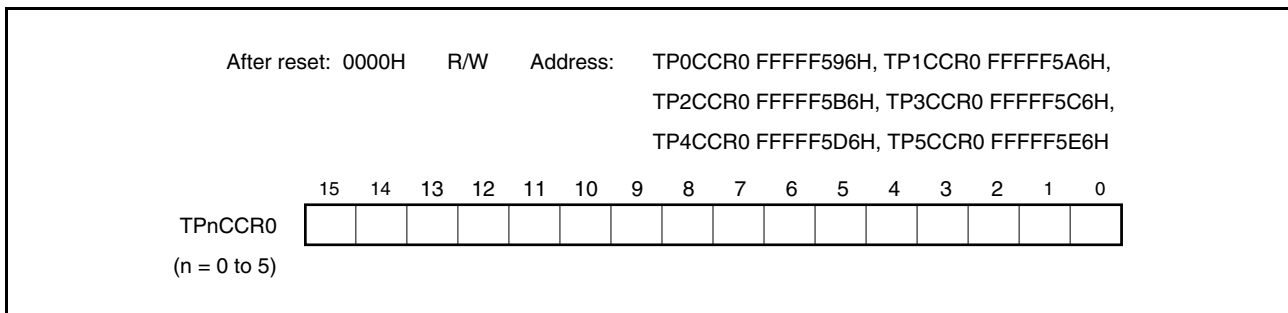 After reset: 0000H R/W Address: TP0CCR0 FFFFF596H, TP1CCR0 FFFFF5A6H,
TP2CCR0 FFFFF5B6H, TP3CCR0 FFFFF5C6H,
TP4CCR0 FFFFF5D6H, TP5CCR0 FFFFF5E6H
15 14 13 12 11 10 9 8 7 6 5 4 3 2 1 0
TPnCCR0
(n = 0 to 5)